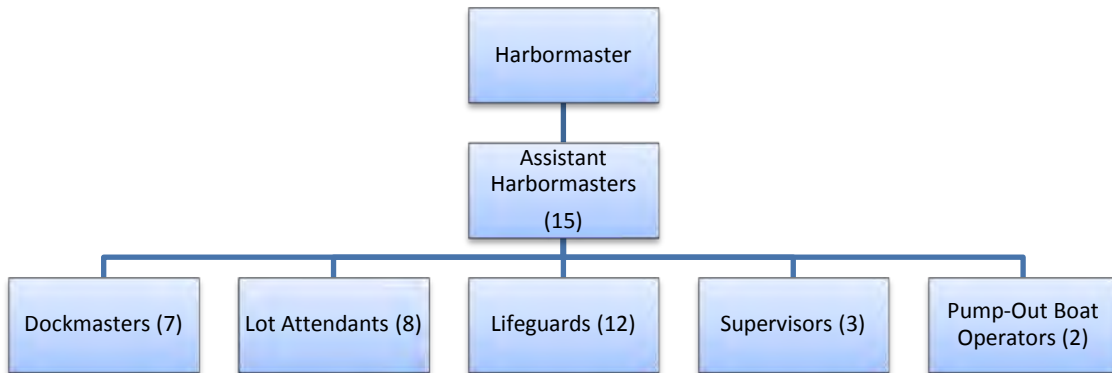 Harbormaster
Assistant
Harbormasters
(15)
Dockmasters (7)
Lot Attendants (8)
Lifeguards (12)
Supervisors (3)
Pump-Out Boat
Operators (2)